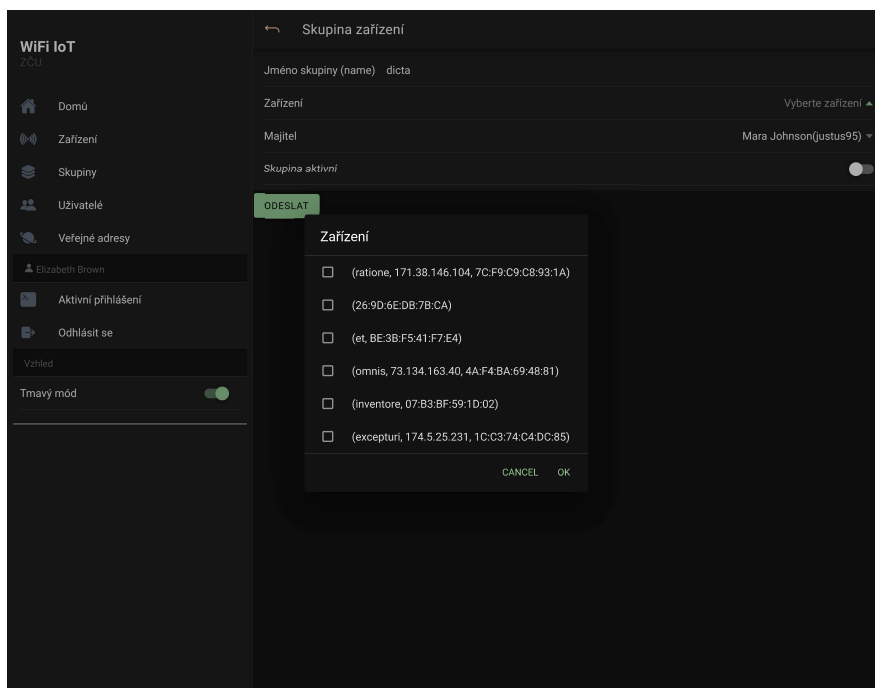 WiFi IoT
ZČU
Domů
Zařízení
Skupiny
Uživatelé
Veřejné adresy
Elizabeth Brown
Aktivní přihlášení
Odhlásit se
Vzhled
Tmavý mód
Skupina zařízení
Jméno skupiny (name) dicta
Zařízení Vyberte zařízení
Majitel Mara Johnson(justus95)
Skupina aktivní
ODESLAT
Zařízení
(ratione, 171.38.146.104, 7C:F9:C9:C8:93:1A)
(26:9D:6E:DB:7B:CA)
(et, BE:3B:F5:41:F7:E4)
(omnis, 73.134.163.40, 4A:F4:BA:69:48:81)
(inventore, 07:B3:BF:59:1D:02)
(excepturi, 174.5.25.231, 1C:C3:74:C4:DC:85)
CANCEL OK